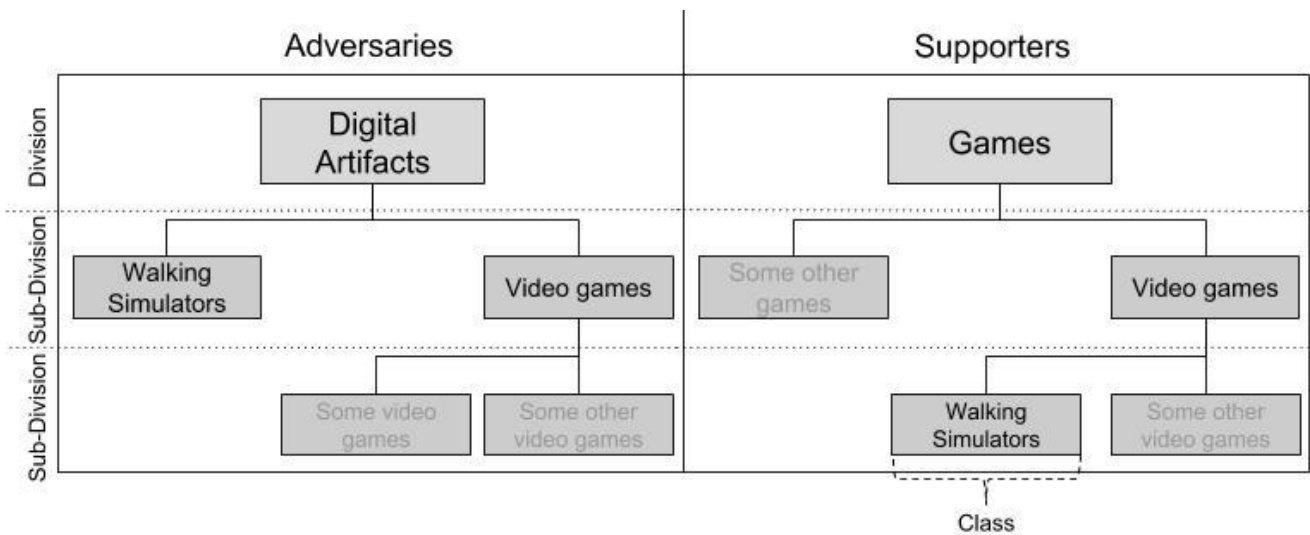 Adversaries
Supporters
Division
Digital
Artifacts
Games
Sub-Division
Walking
Simulators
Video games
Some other
games
Video games
Sub-Division
Some video
games
Some other
video games
Walking
Simulators
Some other
video games
Class